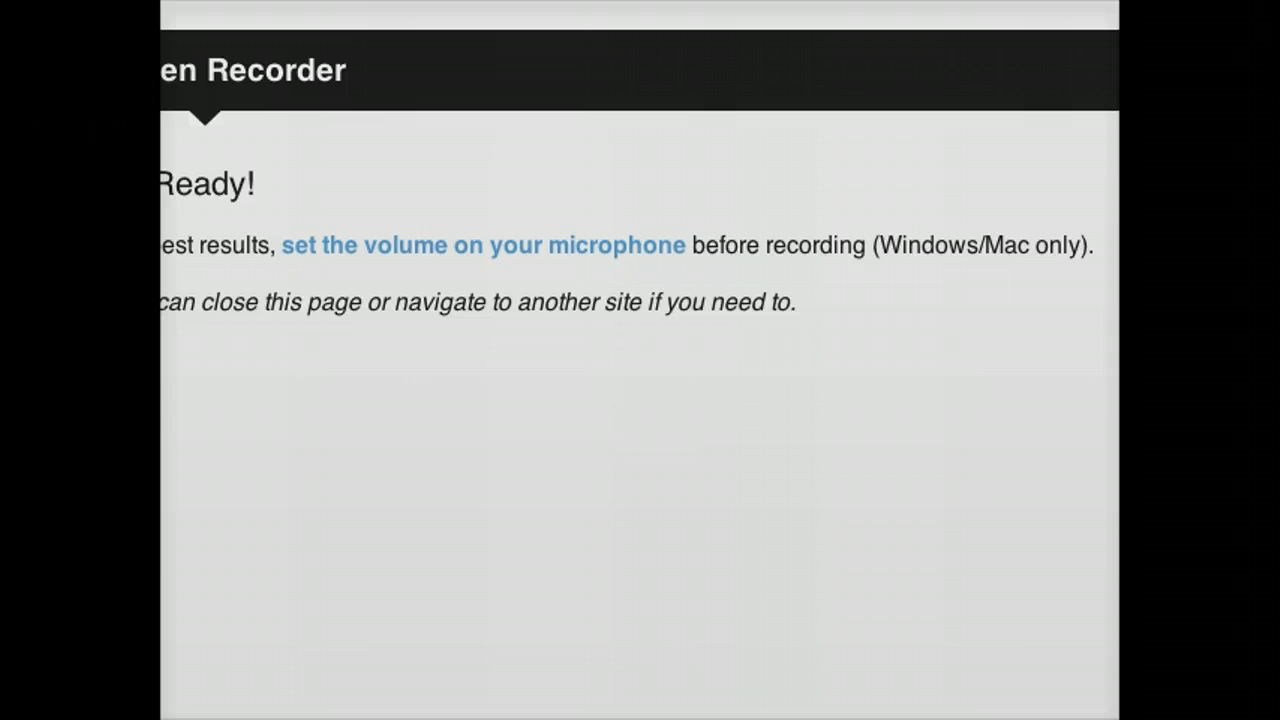 en Recorder
Ready!
est results, set the volume on your microphone before recording (Windows/Mac only).
can close this page or navigate to another site if you need to.